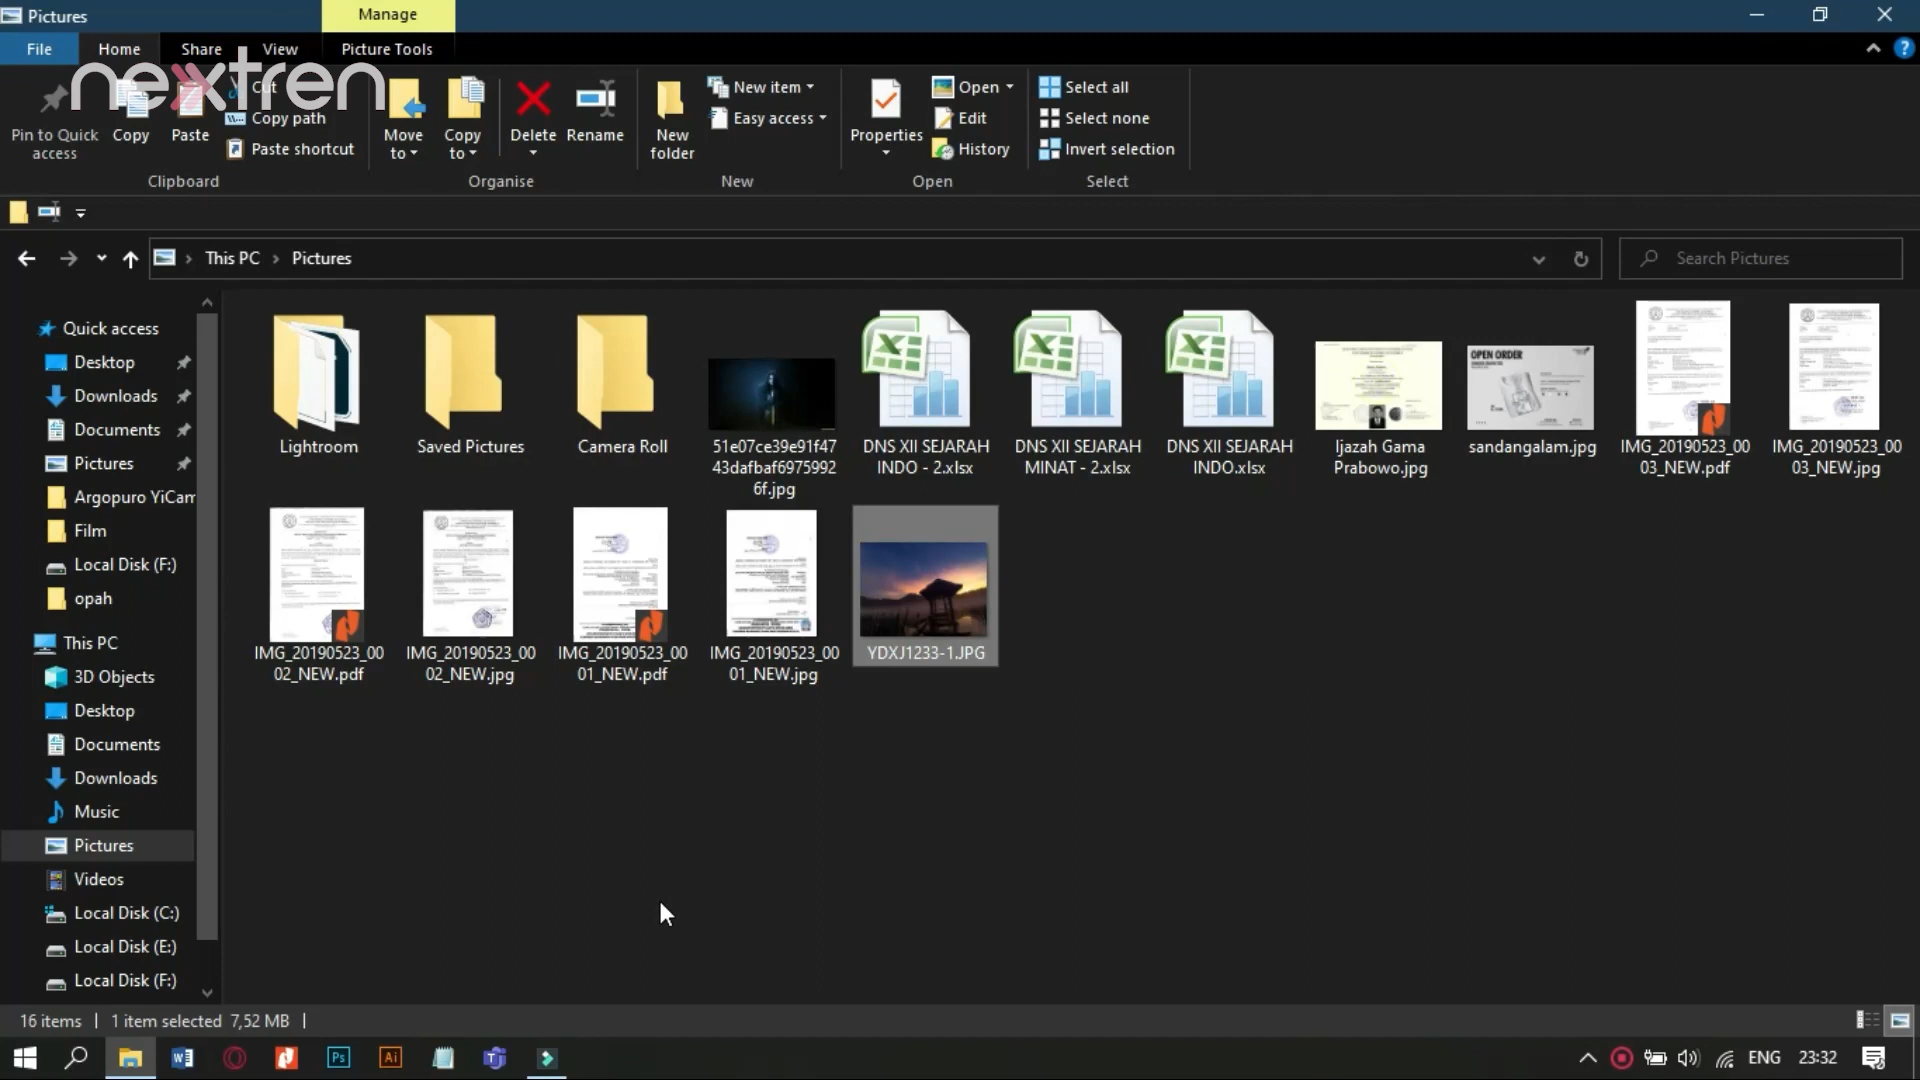 Pictures
Manage
File
Home
Share
View
Picture Tools
nextren
Pin to Quick access
Copy
Paste
Cut
Copy path
Paste shortcut
Clipboard
Move to
Copy to
Delete
Rename
Organise
New folder
New item
Easy access
New
Properties
Open
Edit
History
Open
Select all
Select none
Invert selection
Select
This PC
Pictures
Search Pictures
Quick access
Desktop
Downloads
Documents
Pictures
Argopuro YiCam
Film
Local Disk (F:)
opah
This PC
3D Objects
Desktop
Documents
Downloads
Music
Pictures
Videos
Local Disk (C:)
Local Disk (E:)
Local Disk (F:)
Lightroom
Saved Pictures
Camera Roll
51e07ce39e91f47
43dafbaf6975992
6f.jpg
DNS XII SEJARAH
INDO - 2.xlsx
DNS XII SEJARAH
MINAT - 2.xlsx
DNS XII SEJARAH
INDO.xlsx
Ijazah Gama
Prabowo.jpg
OPEN ORDER
sandangalam.jpg
IMG_20190523_00
03_NEW.pdf
IMG_20190523_00
03_NEW.jpg
IMG_20190523_00
02_NEW.pdf
IMG_20190523_00
02_NEW.jpg
IMG_20190523_00
01_NEW.pdf
IMG_20190523_00
01_NEW.jpg
YDXJ1233-1.JPG
16 items
1 item selected 7,52 MB
Ps
Ai
ENG
23:32